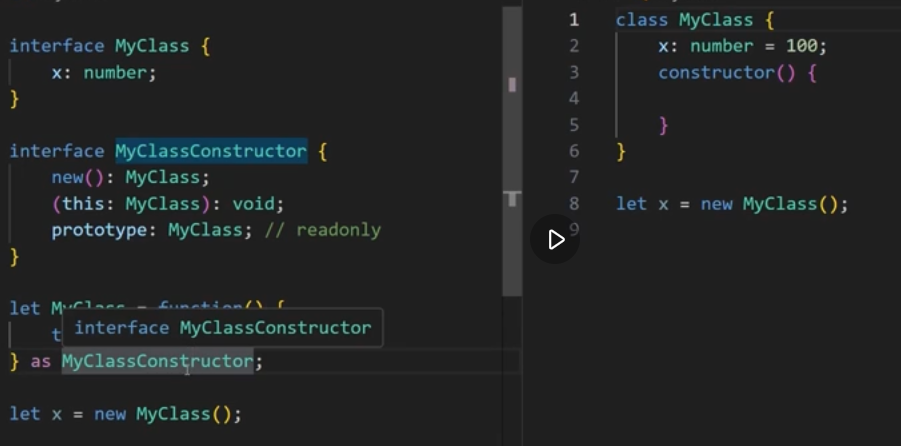 interface MyClass {
x: number;
}
interface MyClassConstructor {
new(): MyClass;
(this: MyClass): void;
prototype: MyClass; // readonly
}
let MyClass = function() {
interface MyClassConstructor
t
} as MyClassConstructor;
let x = new MyClass();
1 class MyClass {
2 x: number = 100;
3 constructor() {
4
5 }
6 }
7
8 let x = new MyClass();
9